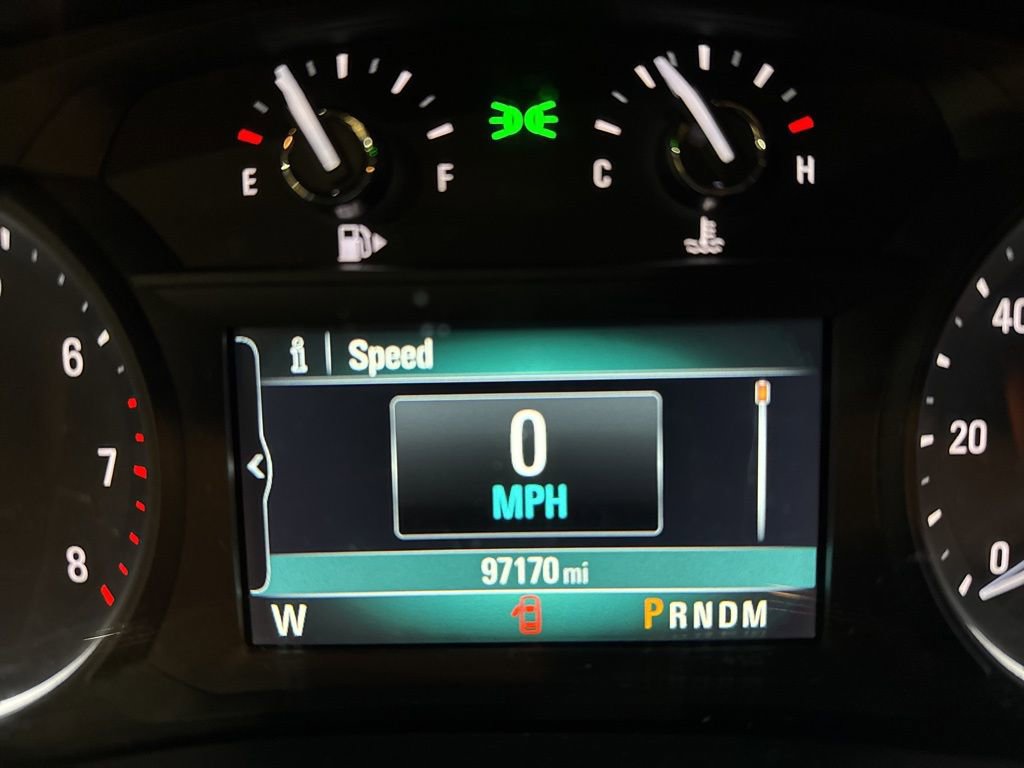 E F
C H
6
7
8
i Speed
0
MPH
97170 mi
W PRNDM
40
20
0